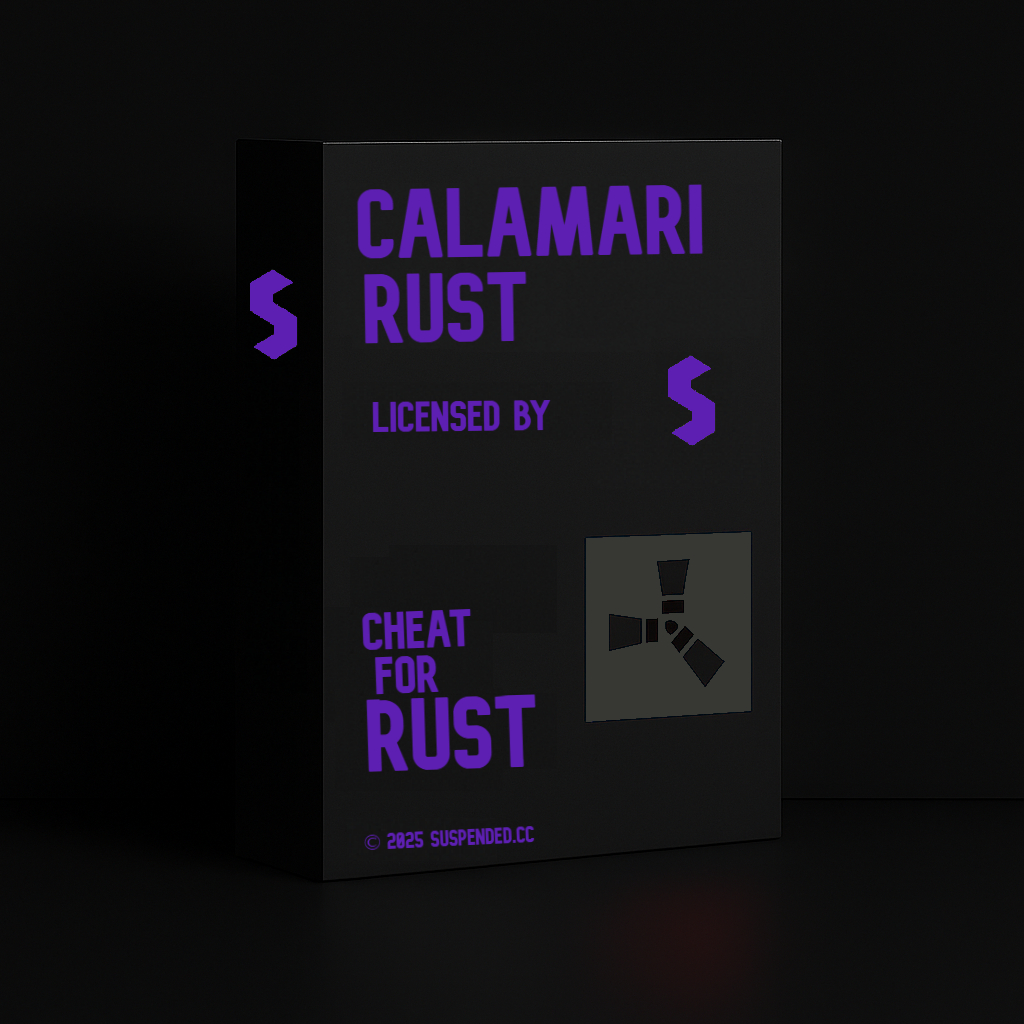 CALAMARI
RUST
LICENSED BY
CHEAT
FOR
RUST
© 2025 SUSPENDED.CC